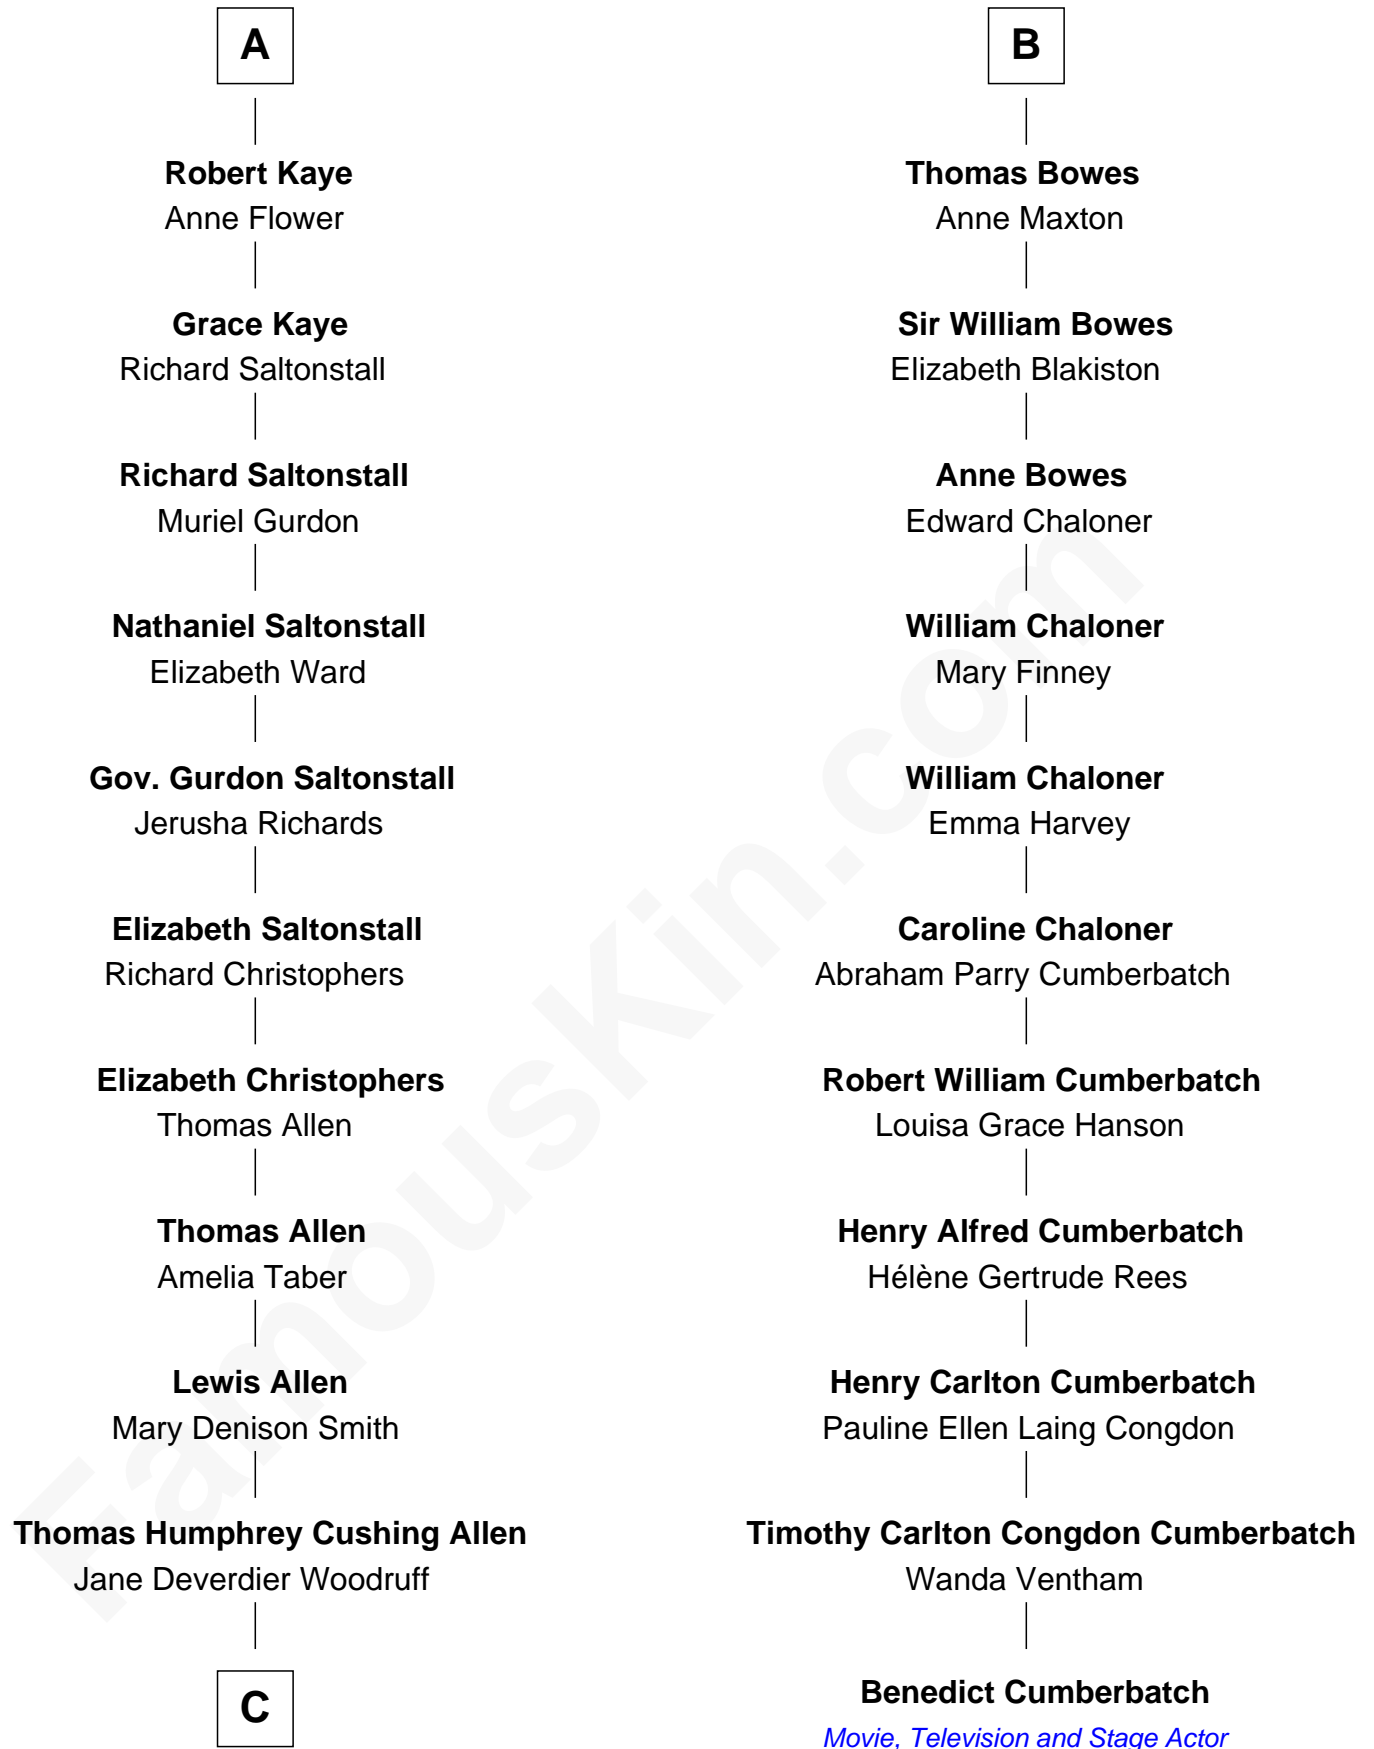 A
Robert Kaye
Anne Flower
Grace Kaye
Richard Saltonstall
Richard Saltonstall
Muriel Gurdon
Nathaniel Saltonstall
Elizabeth Ward
Gov. Gurdon Saltonstall
Jerusha Richards
Elizabeth Saltonstall
Richard Christophers
Elizabeth Christophers
Thomas Allen
Thomas Allen
Amelia Taber
Lewis Allen
Mary Denison Smith
Thomas Humphrey Cushing Allen
Jane Deverdier Woodruff
C
B
Thomas Bowes
Anne Maxton
Sir William Bowes
Elizabeth Blakiston
Anne Bowes
Edward Chaloner
William Chaloner
Mary Finney
William Chaloner
Emma Harvey
Caroline Chaloner
Abraham Parry Cumberbatch
Robert William Cumberbatch
Louisa Grace Hanson
Henry Alfred Cumberbatch
Hélène Gertrude Rees
Henry Carlton Cumberbatch
Pauline Ellen Laing Congdon
Timothy Carlton Congdon Cumberbatch
Wanda Ventham
Benedict Cumberbatch
Movie, Television and Stage Actor
FamousKin.com